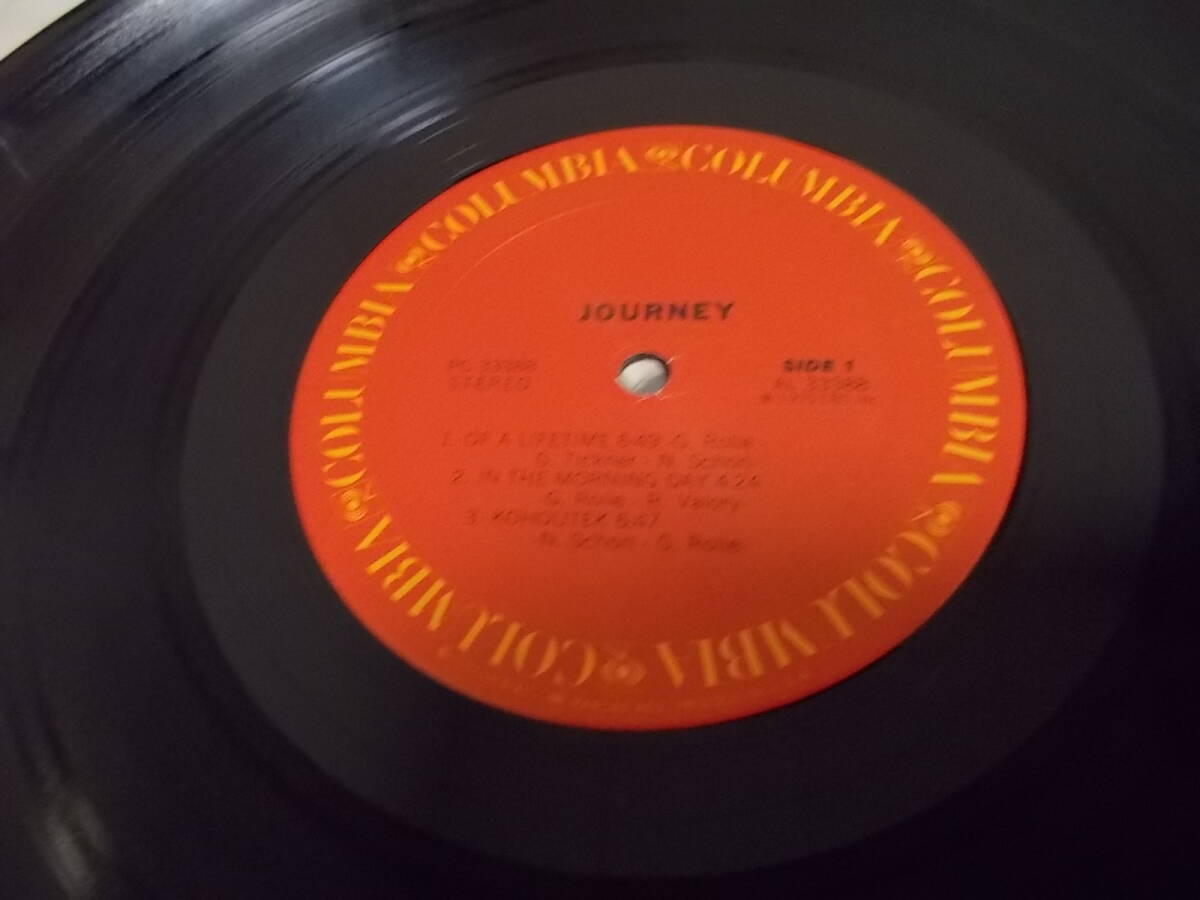 COLUMBIA COLUMBIA COLUMBIA COLUMBIA COLUMBIA COLUMBIA
JOURNEY
PC 33388
STEREO
SIDE 1
AL 33388
1. OF A LIFETIME 6:49 -G. Rolie-
G. Tickner - N. Schon-
2. IN THE MORNING DAY 4:24
-G. Rolie - R. Valory-
3. KOHOUTEK 6:47
-N. Schon - G. Rolie-